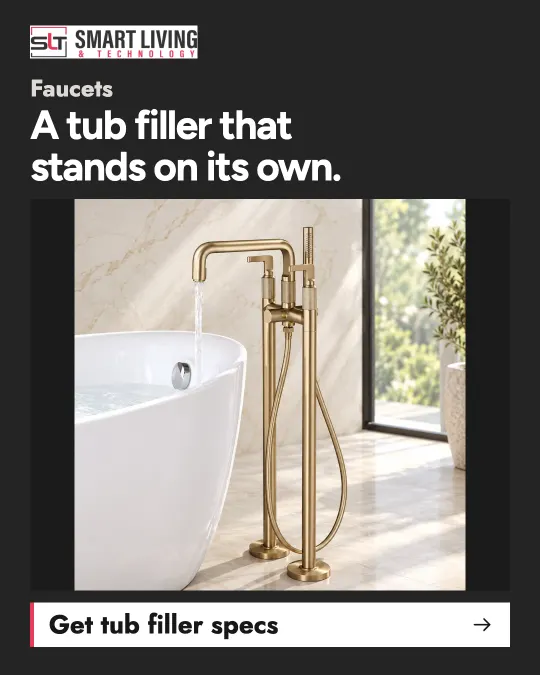 SLT SMART LIVING
& TECHNOLOGY
Faucets
A tub filler that
stands on its own.
Get tub filler specs